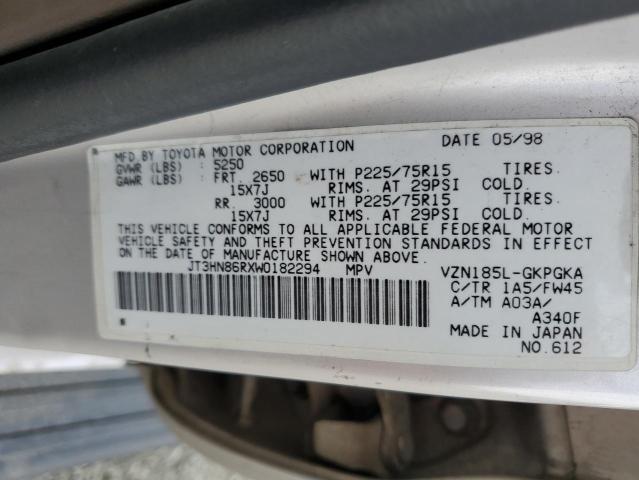 MFD BY TOYOTA MOTOR CORPORATION DATE 05/98
GVWR (LBS) : 5250
GAWR (LBS) : FRT. 2650 WITH P225/75R15 TIRES.
15X7J RIMS. AT 29PSI COLD.
RR. 3000 WITH P225/75R15 TIRES.
15X7J RIMS. AT 29PSI COLD.
THIS VEHICLE CONFORMS TO ALL APPLICABLE FEDERAL MOTOR
VEHICLE SAFETY AND THEFT PREVENTION STANDARDS IN EFFECT
ON THE DATE OF MANUFACTURE SHOWN ABOVE.
JT3HN86RXW0182294 MPV VZN185L-GKPGKA
C/TR 1A5/FW45
A/TM A03A/
A340F
MADE IN JAPAN
NO.612